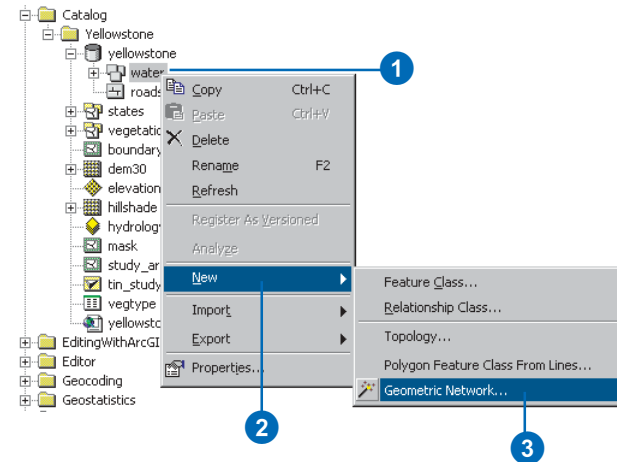 Catalog
Yellowstone
yellowstone
water
1
roads
states
vegetatio
boundary
dem30
elevation
hillshade
hydrolog
mask
study_ar
tin_study
vegtype
yellowsto
EditingWithArcGI
Editor
Geocoding
Geostatistics
Copy Ctrl+C
Paste Ctrl+V
Delete
Rename F2
Refresh
Register As Versioned
Analyze
New
Import
Export
Properties...
2
Feature Class...
Relationship Class...
Topology...
Polygon Feature Class From Lines...
Geometric Network...
3